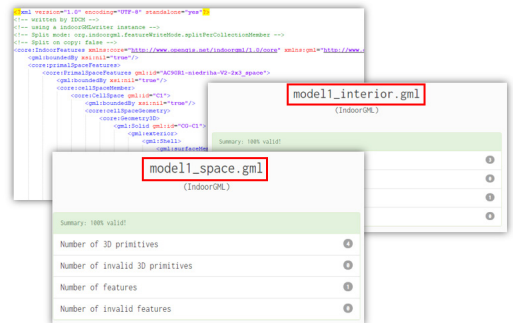 <?xml version="1.0" encoding="UTF-8" standalone="yes"?>
<!-- written by IDCM -->
<!-- using a indoorGMLwriter instance -->
<!-- Split mode: org.indoorgml.featureWriteMode.splitPerCollectionMember -->
<!-- Split on copy: false -->
<core:IndoorFeatures xmlns:core="http://www.opengis.net/indoorgml/1.0/core" xmlns:gml="http://www.
<gml:boundedBy xsi:nil="true"/>
<core:primalSpaceFeatures>
<core:PrimalSpaceFeatures gml:id="AC90R1-niedriha-V2-2x3_space">
<gml:boundedBy xsi:nil="true"/>
<core:cellSpaceMember>
<core:CellSpace gml:id="C1">
<gml:boundedBy xsi:nil="true"/>
<core:cellSpaceGeometry>
<core:Geometry3D>
<gml:Solid gml:id="CG-C1">
<gml:exterior>
<gml:Shell>
<gml:surfaceMem
model1_interior.gml
(IndoorGML)
Summary: 100% valid!
model1_space.gml
(IndoorGML)
Summary: 100% valid!
Number of 3D primitives
Number of invalid 3D primitives
Number of features
Number of invalid features